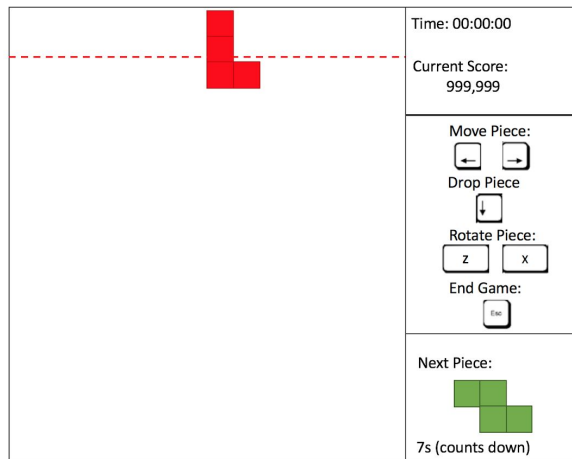 Time: 00:00:00
Current Score:
999,999
Move Piece:
← →
Drop Piece
↓
Rotate Piece:
Z X
End Game:
Esc
Next Piece:
7s (counts down)